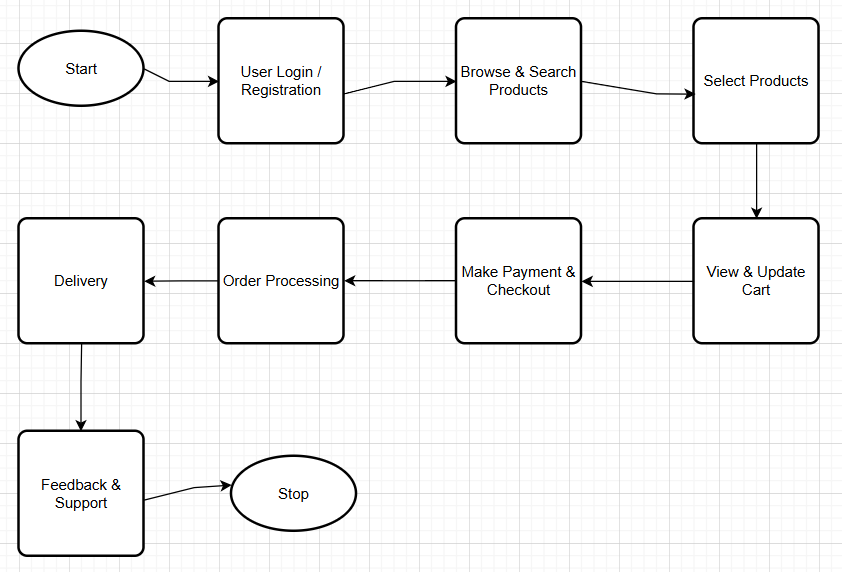 Start
User Login /
Registration
Browse & Search
Products
Select Products
View & Update
Cart
Make Payment &
Checkout
Order Processing
Delivery
Feedback &
Support
Stop